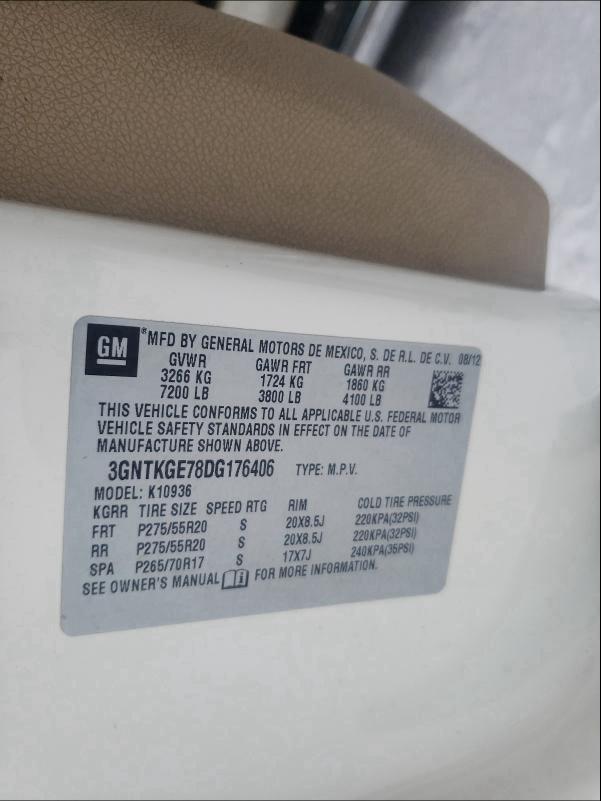 GM ®MFD BY GENERAL MOTORS DE MEXICO, S. DE R.L. DE C.V. 08/12
GVWR GAWR FRT GAWR RR
3266 KG 1724 KG 1860 KG
7200 LB 3800 LB 4100 LB
THIS VEHICLE CONFORMS TO ALL APPLICABLE U.S. FEDERAL MOTOR
VEHICLE SAFETY STANDARDS IN EFFECT ON THE DATE OF
MANUFACTURE SHOWN ABOVE.
3GNTKGE78DG176406 TYPE: M.P.V.
MODEL: K10936
KGRR TIRE SIZE SPEED RTG RIM COLD TIRE PRESSURE
FRT P275/55R20 S 20X8.5J 220KPA(32PSI)
RR P275/55R20 S 20X8.5J 220KPA(32PSI)
SPA P265/70R17 S 17X7J 240KPA(35PSI)
SEE OWNER'S MANUAL FOR MORE INFORMATION.